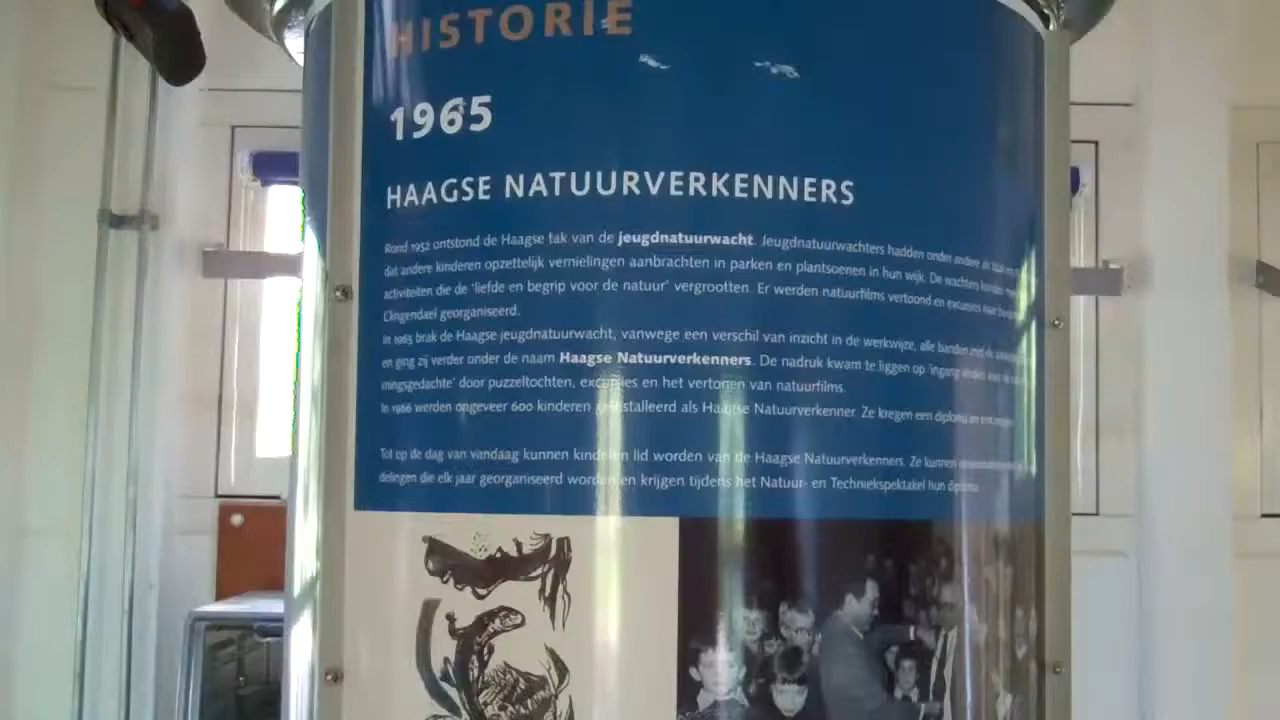 HISTORIE
1965
HAAGSE NATUURVERKENNERS
Rond 1952 ontstond de Haagse tak van de jeugdnatuurwacht. Jeugdnatuurwachters hadden onder andere als
dat andere kinderen opzettelijk vernielingen aanbrachten in parken en plantsoenen in hun wijk. De wachters
activiteiten die de 'liefde en begrip voor de natuur' vergrootten. Er werden natuurfilms vertoond en excursies naar
Clingendael georganiseerd.
In 1965 brak de Haagse jeugdnatuurwacht, vanwege een verschil van inzicht in de werkwijze, alle banden
en ging zij verder onder de naam Haagse Natuurverkenners. De nadruk kwam te liggen op 'ingang
mingsgedachte' door puzzeltochten, excursies en het vertonen van natuurfilms.
In 1966 werden ongeveer 600 kinderen geïnstalleerd als Haagse Natuurverkenner. Ze kregen een diploma en een
Tot op de dag van vandaag kunnen kinderen lid worden van de Haagse Natuurverkenners. Ze kunnen
delingen die elk jaar georganiseerd worden en krijgen tijdens het Natuur- en Techniekspektakel hun diploma.